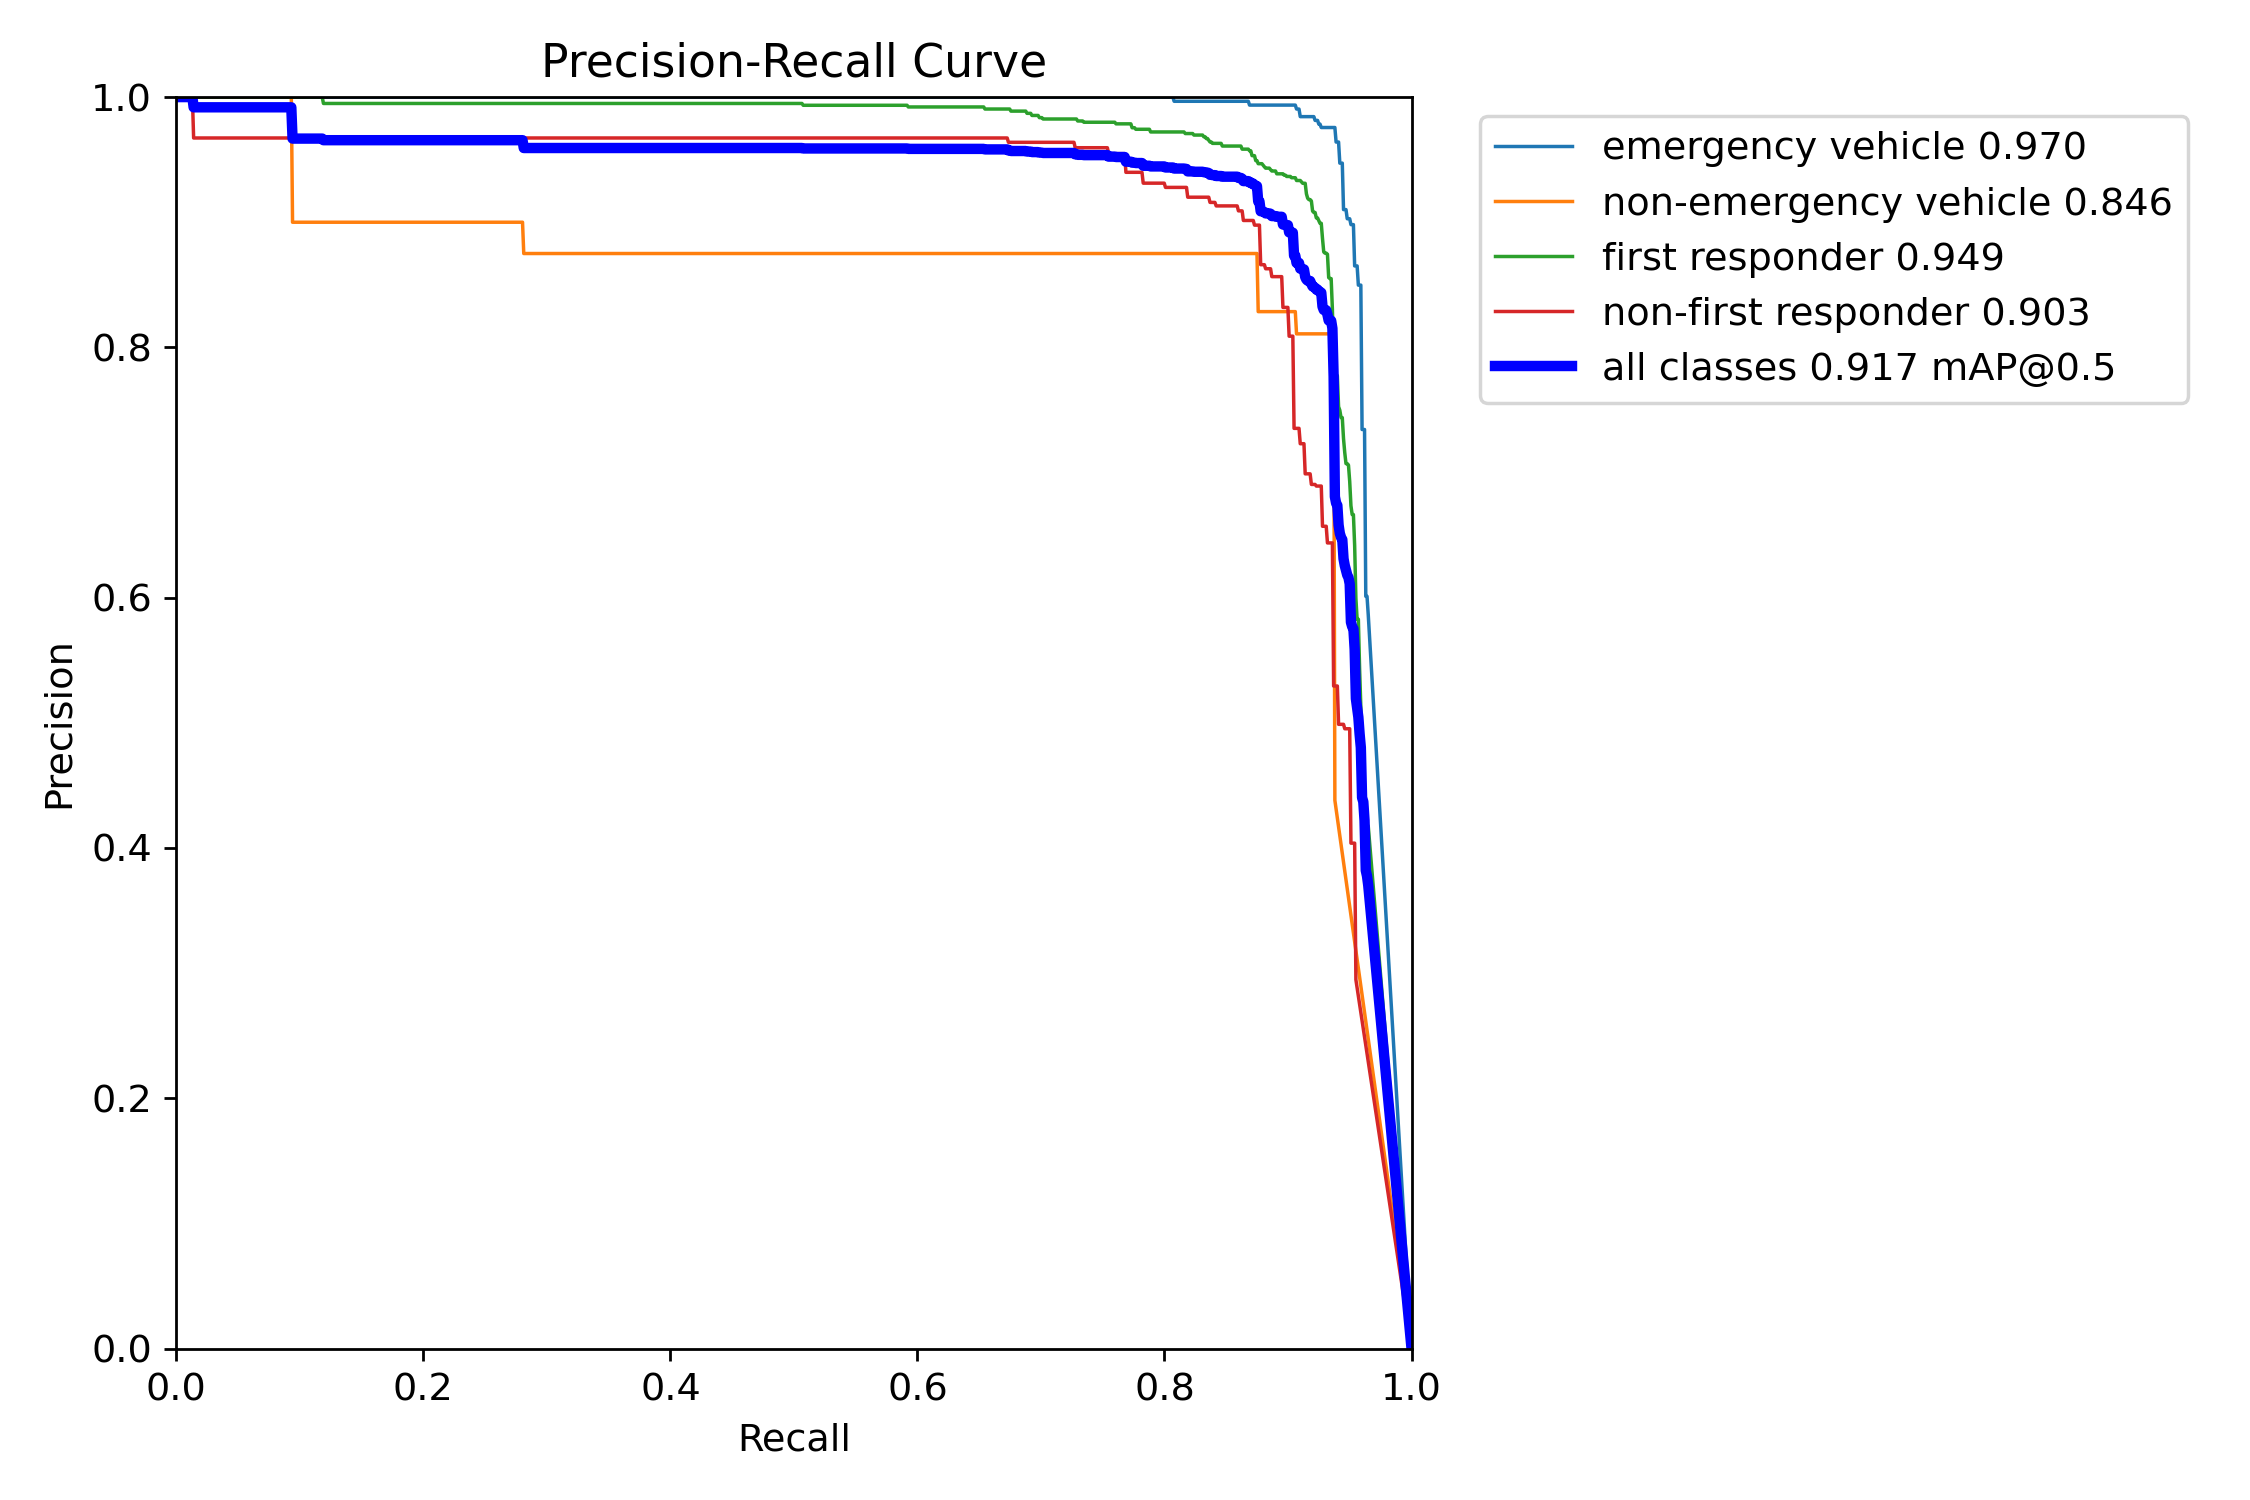 Precision-Recall Curve
1.0
0.8
0.6
0.4
0.2
0.0
Precision
0.0 0.2 0.4 0.6 0.8 1.0
Recall
emergency vehicle 0.970
non-emergency vehicle 0.846
first responder 0.949
non-first responder 0.903
all classes 0.917 mAP@0.5